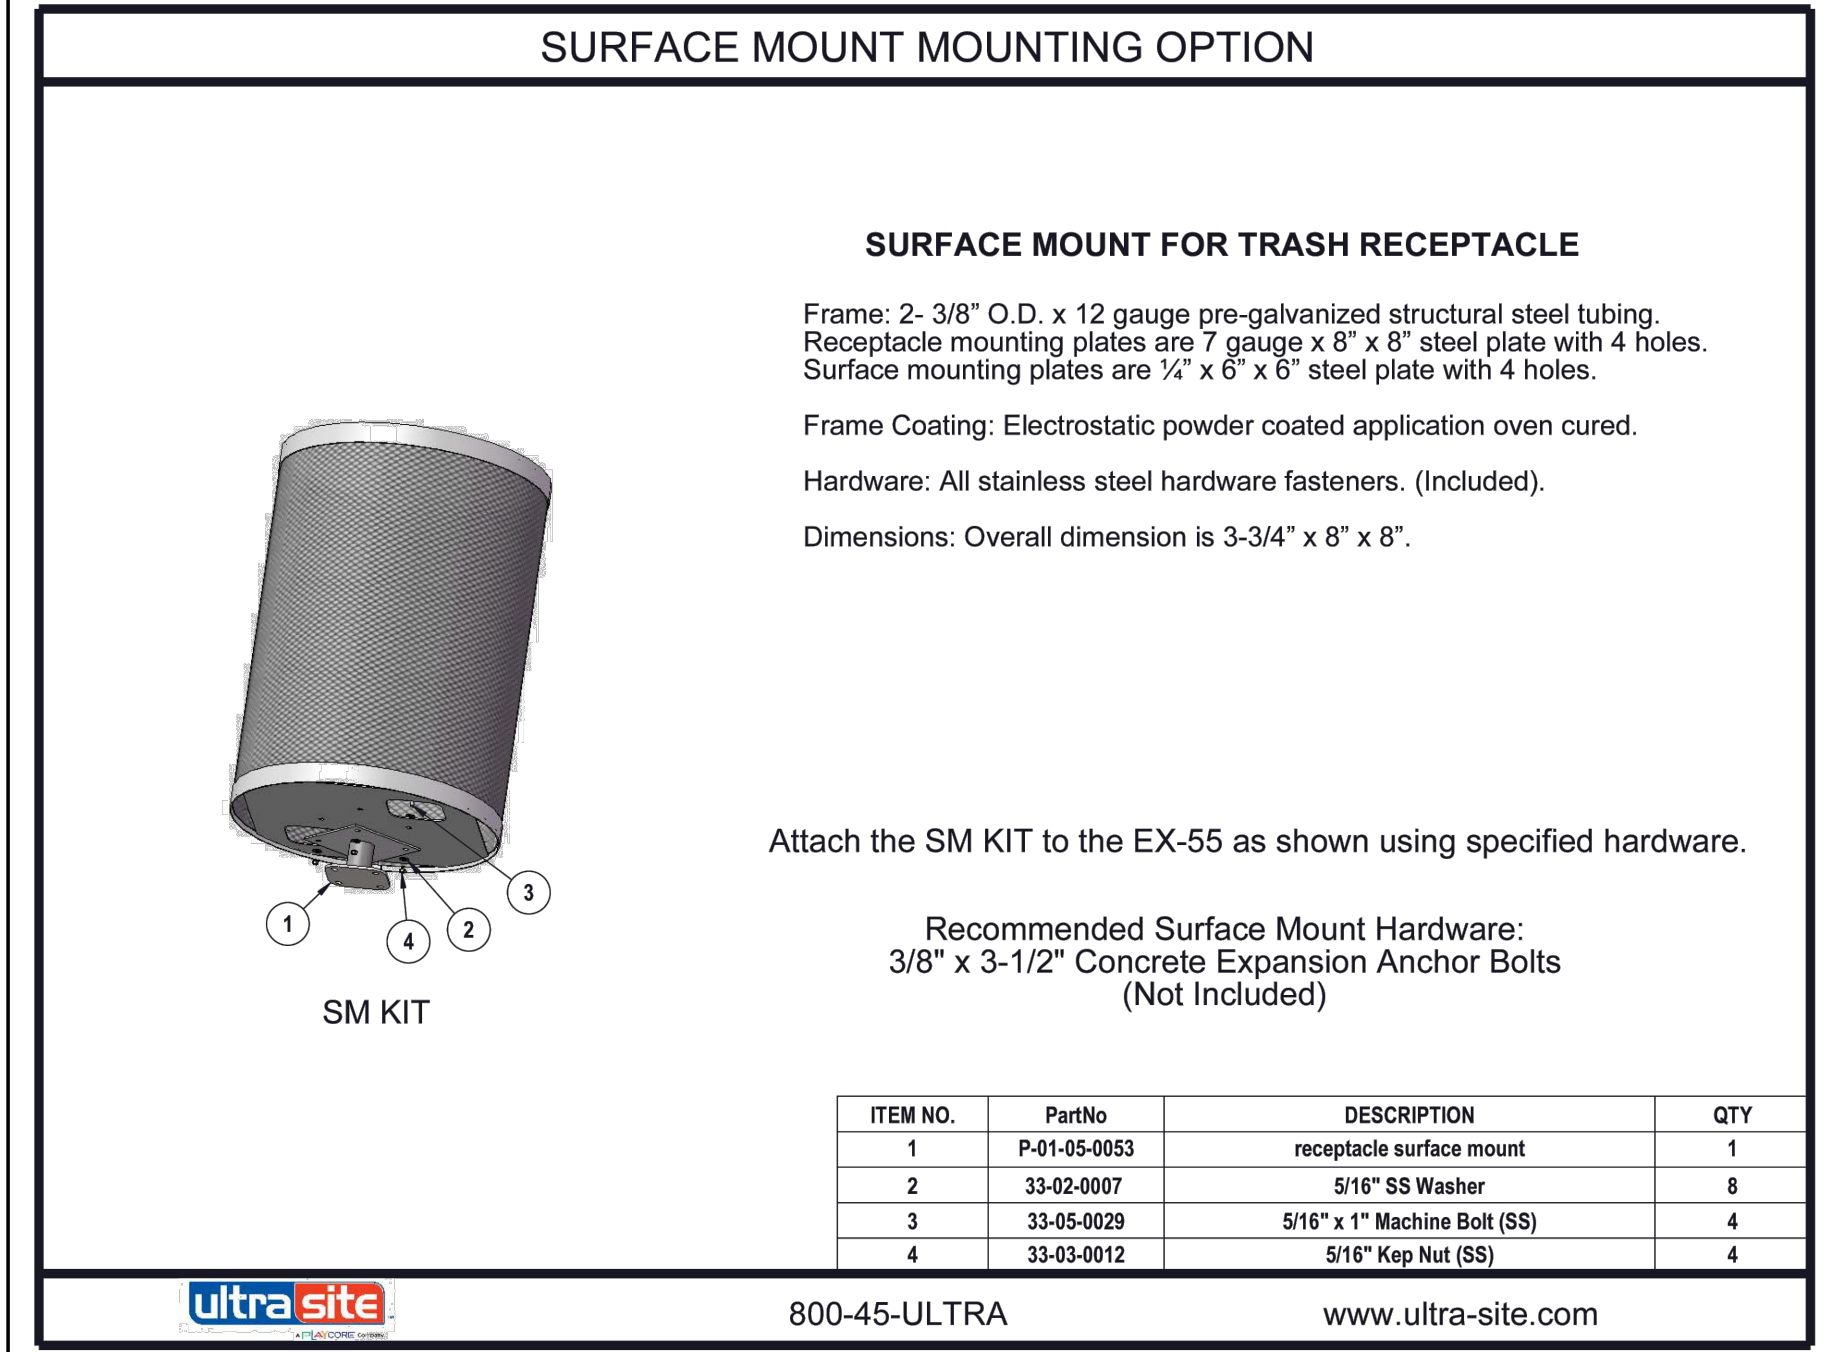 SURFACE MOUNT MOUNTING OPTION
SURFACE MOUNT FOR TRASH RECEPTACLE
Frame: 2- 3/8” O.D. x 12 gauge pre-galvanized structural steel tubing.
Receptacle mounting plates are 7 gauge x 8” x 8” steel plate with 4 holes.
Surface mounting plates are ¼” x 6” x 6” steel plate with 4 holes.
Frame Coating: Electrostatic powder coated application oven cured.
Hardware: All stainless steel hardware fasteners. (Included).
Dimensions: Overall dimension is 3-3/4” x 8” x 8”.
Attach the SM KIT to the EX-55 as shown using specified hardware.
3
1
2
4
SM KIT
Recommended Surface Mount Hardware:
3/8" x 3-1/2" Concrete Expansion Anchor Bolts
(Not Included)
ITEM NO. PartNo DESCRIPTION QTY
1 P-01-05-0053 receptacle surface mount 1
2 33-02-0007 5/16" SS Washer 8
3 33-05-0029 5/16" x 1" Machine Bolt (SS) 4
4 33-03-0012 5/16" Kep Nut (SS) 4
ultra site
A PLAYCORE Company
800-45-ULTRA
www.ultra-site.com